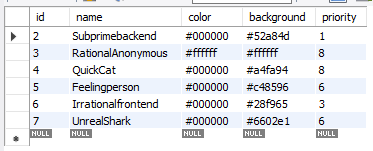 id name color background priority
2 Subprimebackend #000000 #52a84d 1
3 RationalAnonymous #ffffff #ffffff 8
4 QuickCat #000000 #a4fa94 8
5 Feelingperson #000000 #c48596 6
6 Irrationalfrontend #000000 #28f965 3
7 UnrealShark #000000 #6602e1 6
NULL NULL NULL NULL NULL